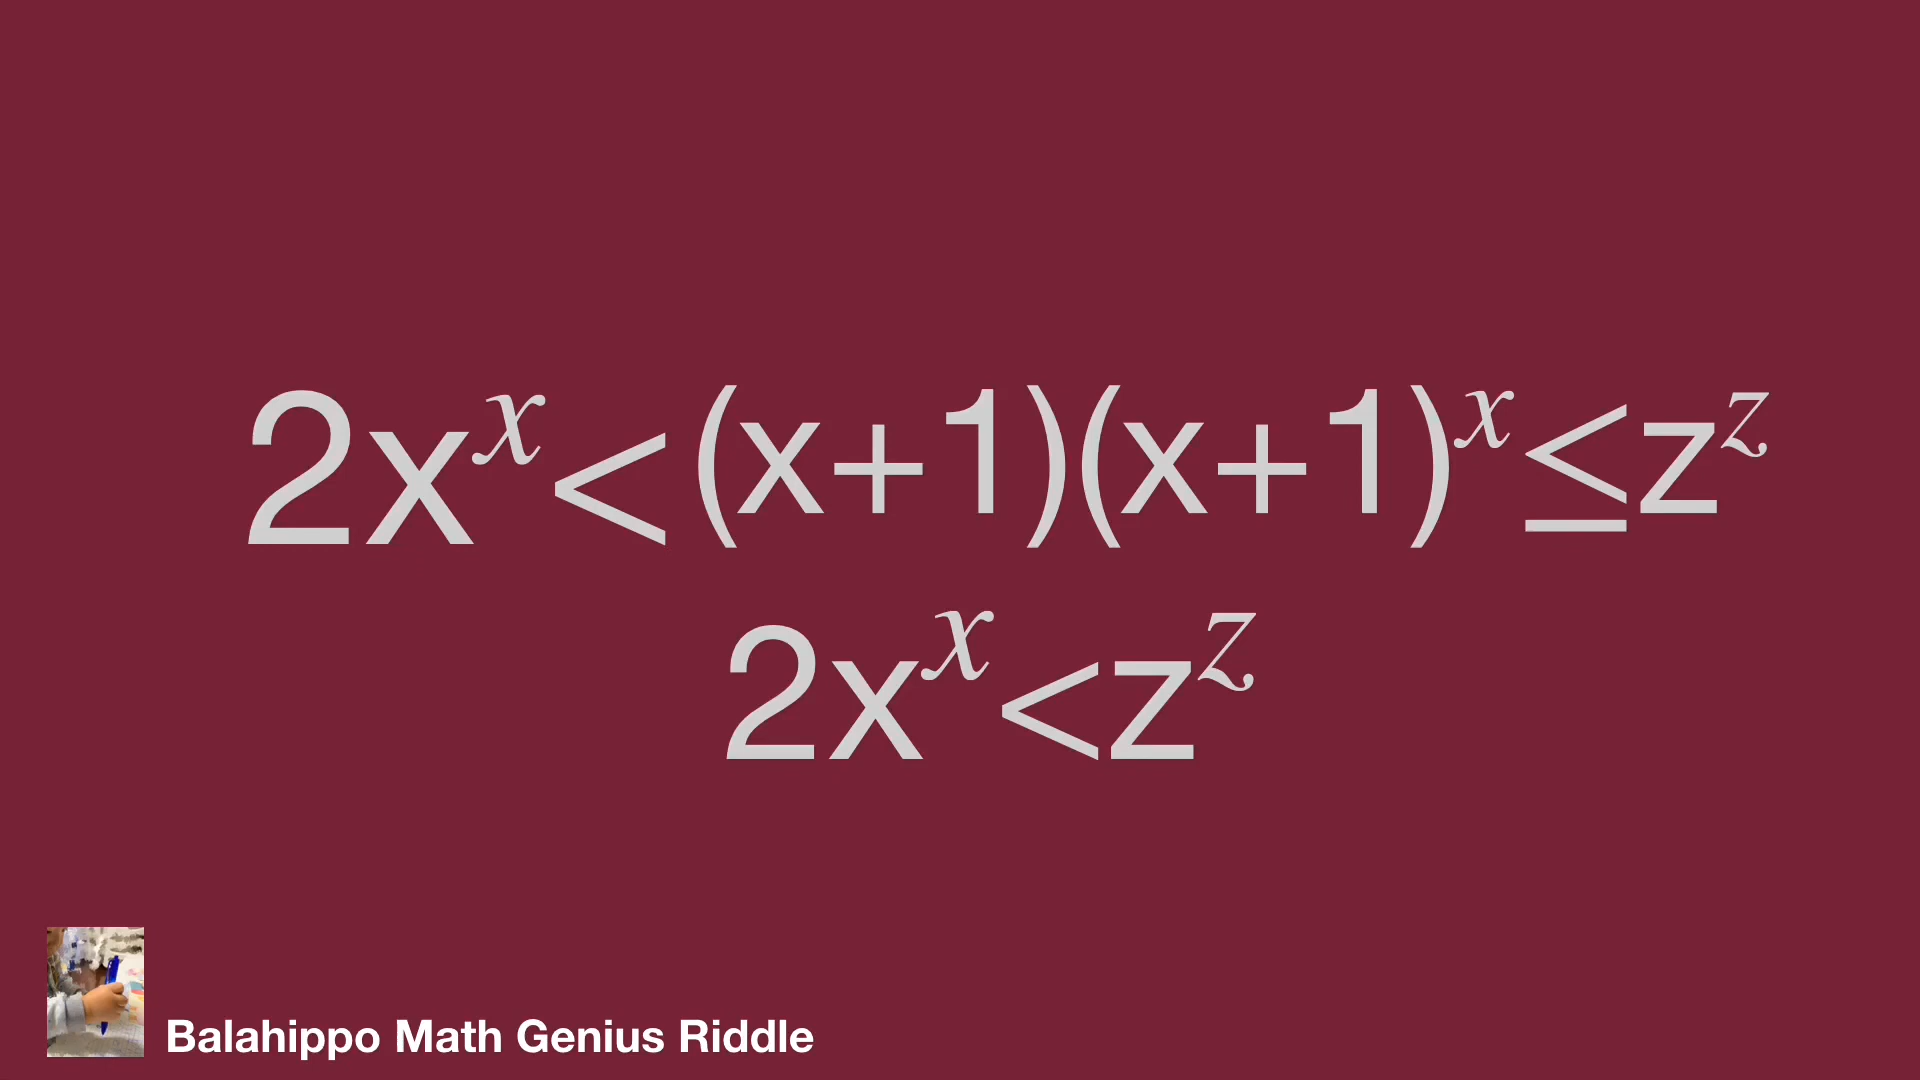 2x^x<(x+1)(x+1)^x≤z^z
2x^x<z^z
Balahippo Math Genius Riddle